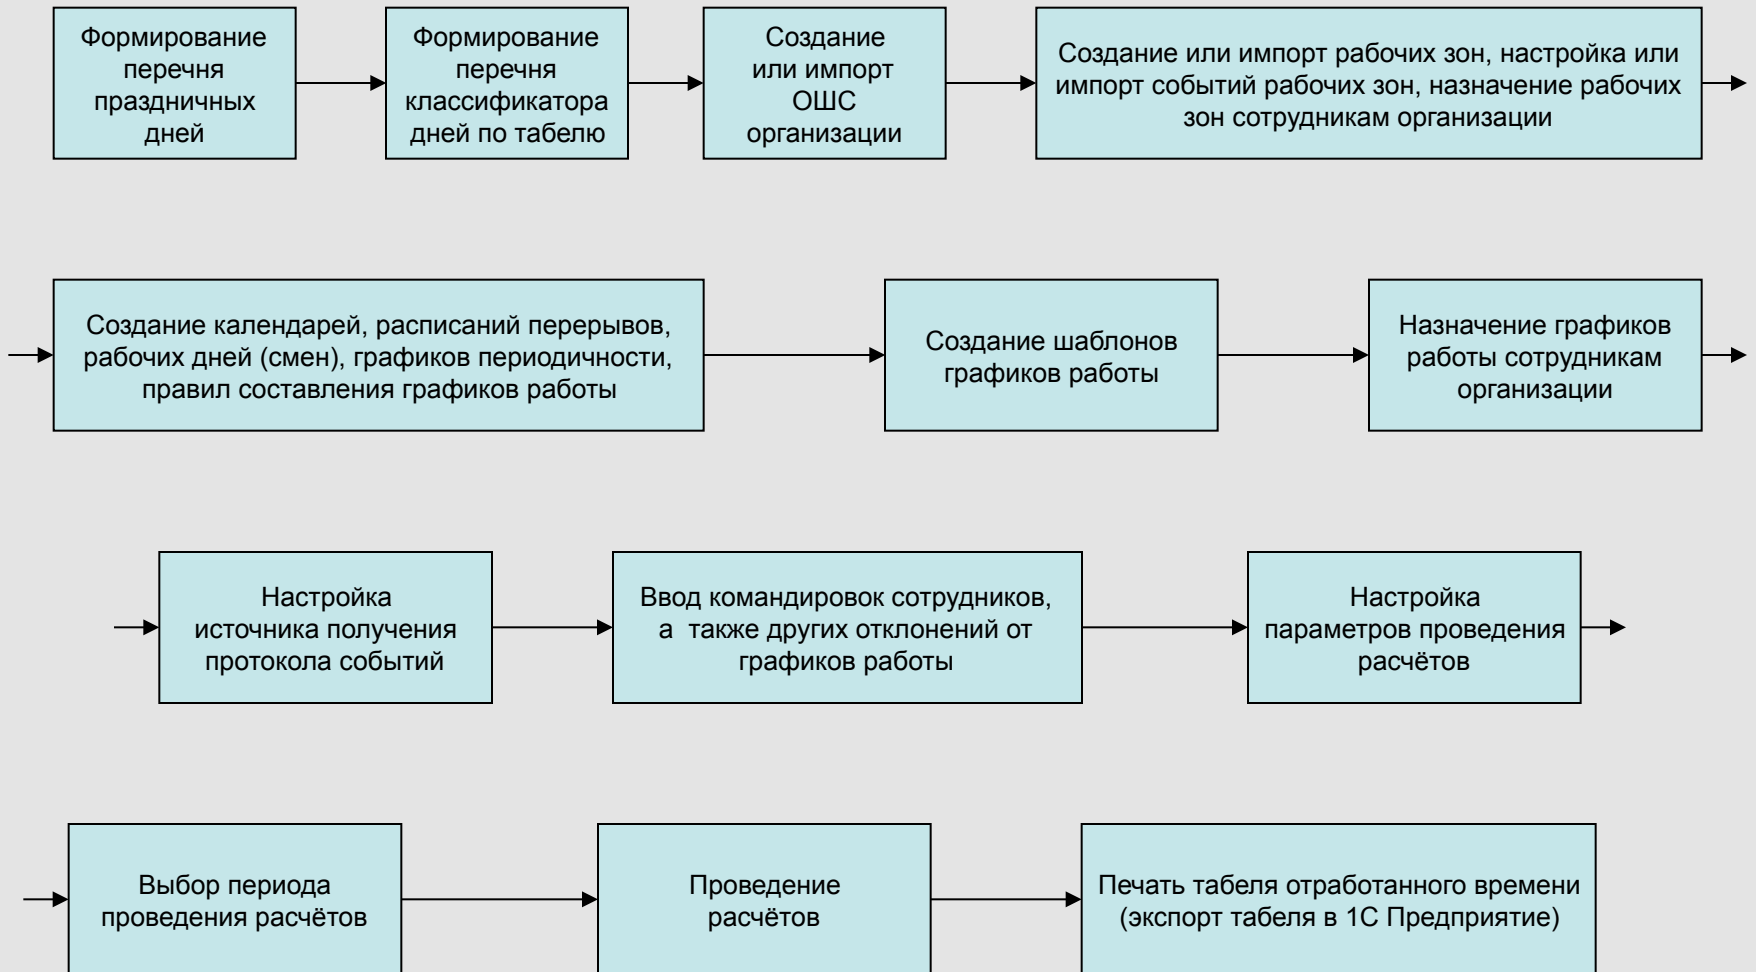 Формирование
перечня
праздничных
дней
Формирование
перечня
классификатора
дней по табелю
Создание
или импорт
ОШС
организации
Создание или импорт рабочих зон, настройка или
импорт событий рабочих зон, назначение рабочих
зон сотрудникам организации
Создание календарей, расписаний перерывов,
рабочих дней (смен), графиков периодичности,
правил составления графиков работы
Создание шаблонов
графиков работы
Назначение графиков
работы сотрудникам
организации
Настройка
источника получения
протокола событий
Ввод командировок сотрудников,
а также других отклонений от
графиков работы
Настройка
параметров проведения
расчётов
Выбор периода
проведения расчётов
Проведение
расчётов
Печать табеля отработанного времени
(экспорт табеля в 1С Предприятие)